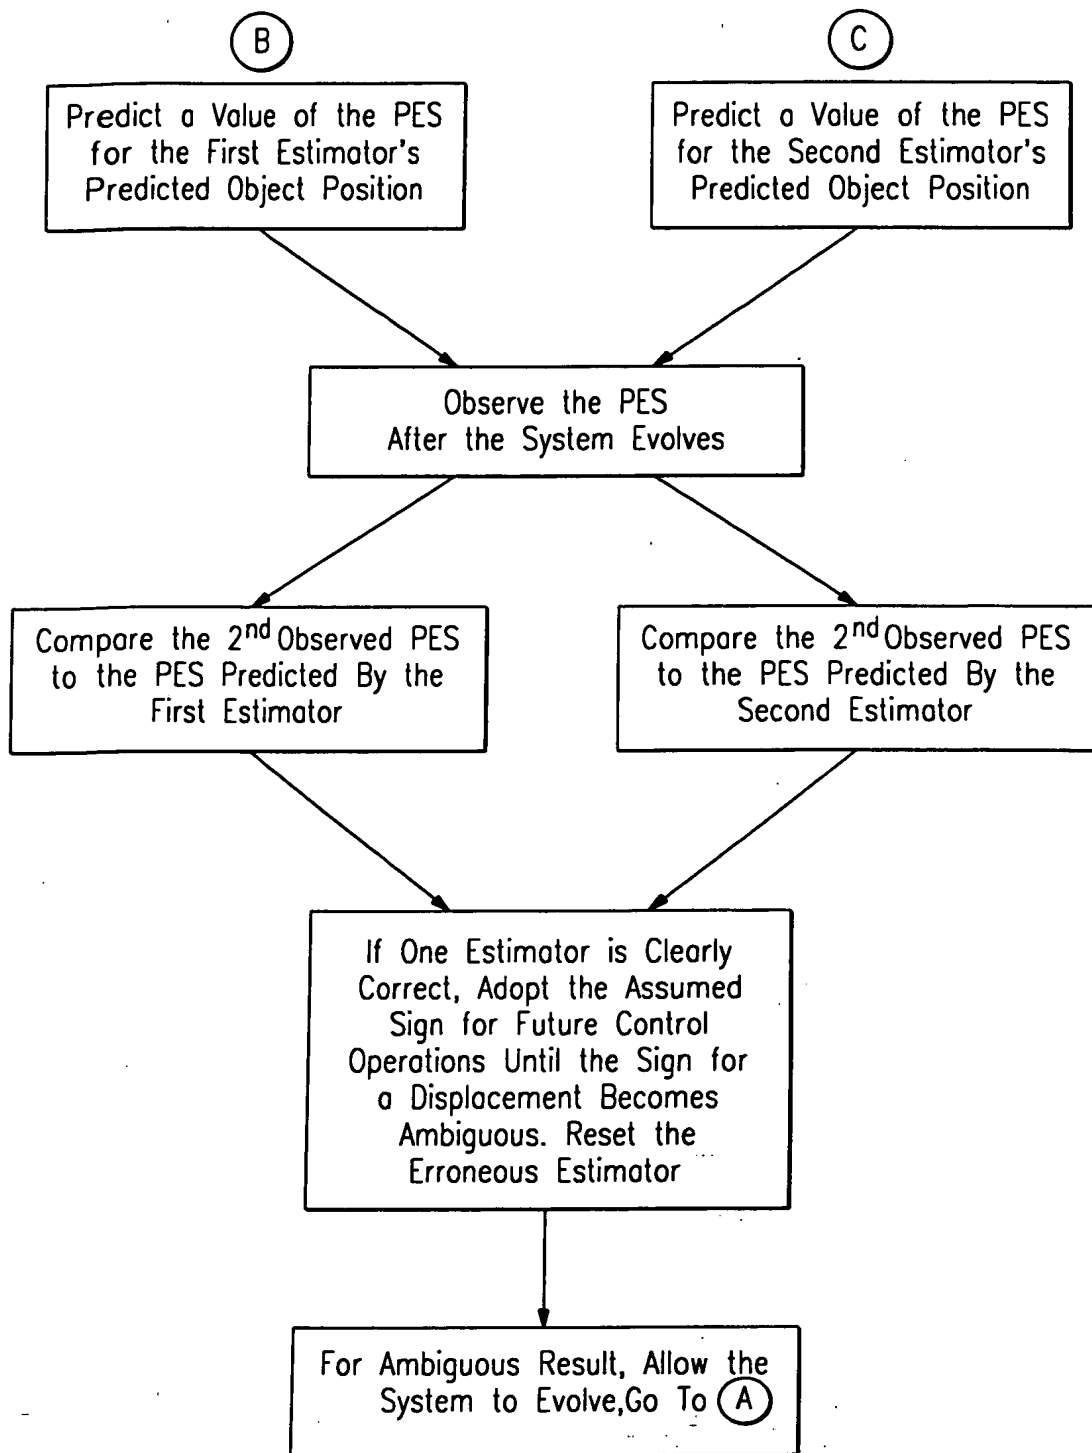 B
C
Predict a Value of the PES
for the First Estimator's
Predicted Object Position
Predict a Value of the PES
for the Second Estimator's
Predicted Object Position
Observe the PES
After the System Evolves
Compare the 2nd Observed PES
to the PES Predicted By the
First Estimator
Compare the 2nd Observed PES
to the PES Predicted By the
Second Estimator
If One Estimator is Clearly
Correct, Adopt the Assumed
Sign for Future Control
Operations Until the Sign for
a Displacement Becomes
Ambiguous. Reset the
Erroneous Estimator
For Ambiguous Result, Allow the
System to Evolve,Go To A